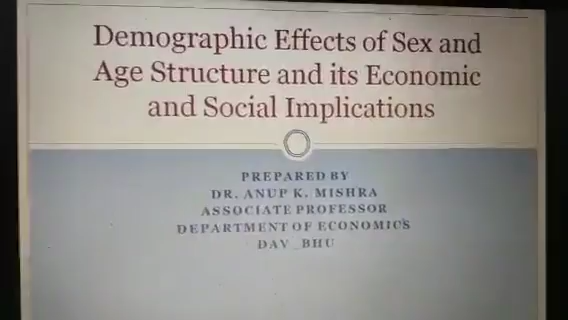 Demographic Effects of Sex and
Age Structure and its Economic
and Social Implications
PREPARED BY
DR. ANUP K. MISHRA
ASSOCIATE PROFESSOR
DEPARTMENT OF ECONOMICS
DAV_BHU